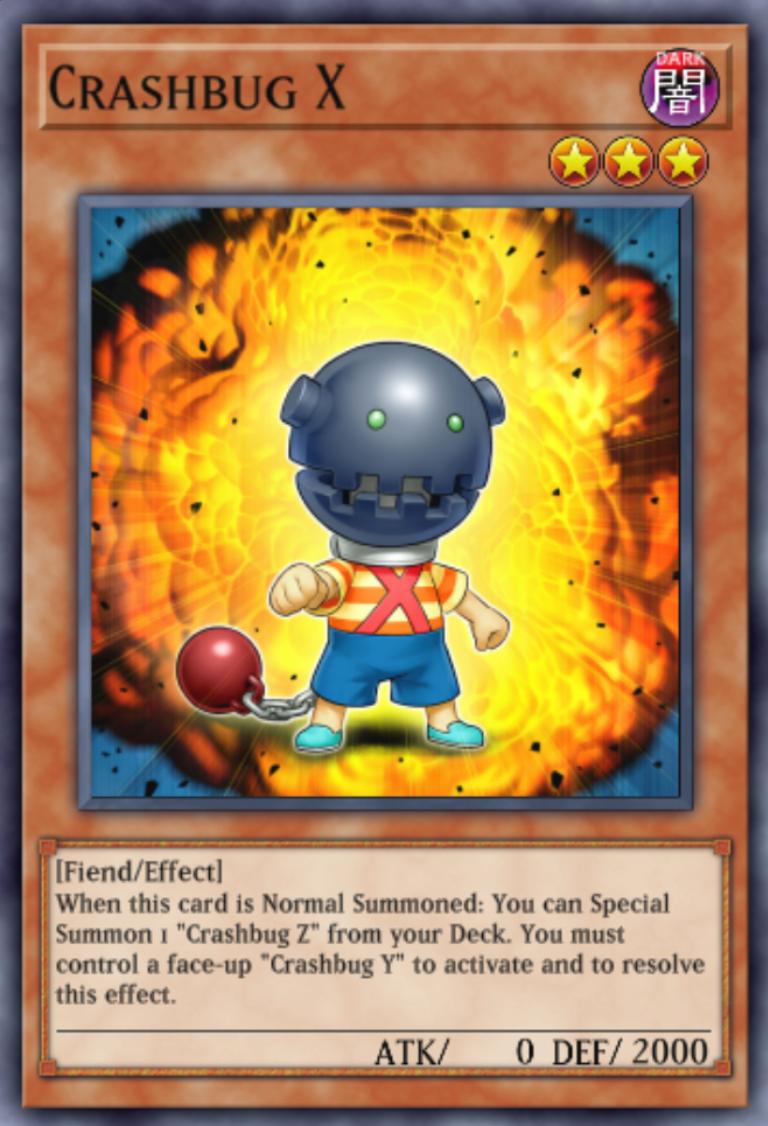 CRASHBUG X
DARK
闇
[Fiend/Effect]
When this card is Normal Summoned: You can Special
Summon 1 "Crashbug Z" from your Deck. You must
control a face-up "Crashbug Y" to activate and to resolve
this effect.
ATK/ 0 DEF/ 2000